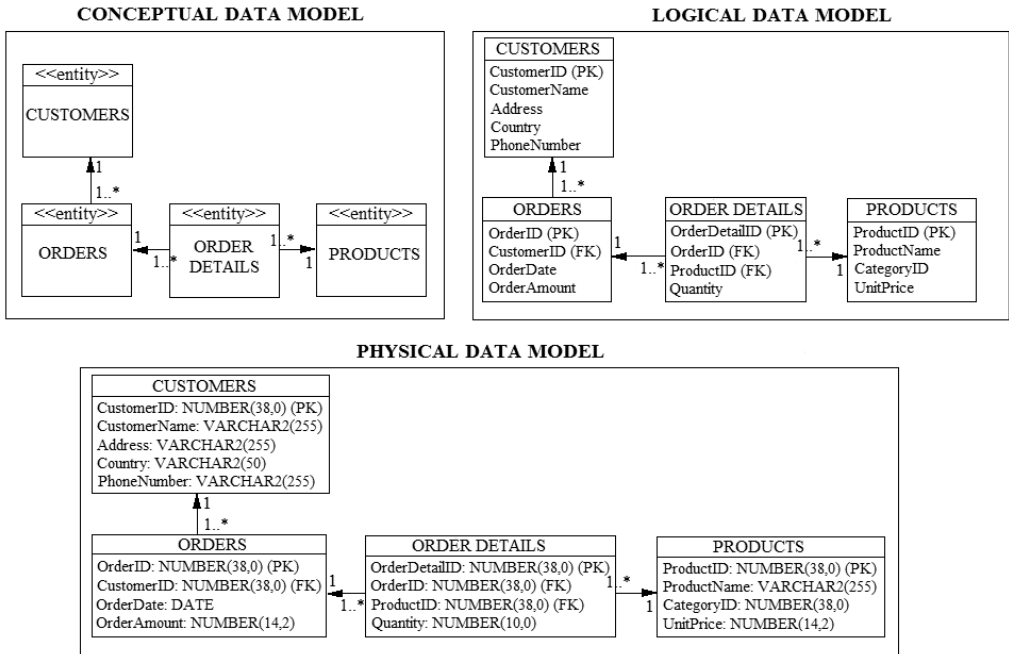 CONCEPTUAL DATA MODEL
<<entity>>
CUSTOMERS
1
1..*
<<entity>>
ORDERS
1
1..*
<<entity>>
ORDER
DETAILS
1..*
1
<<entity>>
PRODUCTS
LOGICAL DATA MODEL
CUSTOMERS
CustomerID (PK)
CustomerName
Address
Country
PhoneNumber
1
1..*
ORDERS
OrderID (PK)
CustomerID (FK)
OrderDate
OrderAmount
1
1..*
ORDER DETAILS
OrderDetailID (PK)
OrderID (FK)
ProductID (FK)
Quantity
1..*
1
PRODUCTS
ProductID (PK)
ProductName
CategoryID
UnitPrice
PHYSICAL DATA MODEL
CUSTOMERS
CustomerID: NUMBER(38,0) (PK)
CustomerName: VARCHAR2(255)
Address: VARCHAR2(255)
Country: VARCHAR2(50)
PhoneNumber: VARCHAR2(255)
1
1..*
ORDERS
OrderID: NUMBER(38,0) (PK)
CustomerID: NUMBER(38,0) (FK)
OrderDate: DATE
OrderAmount: NUMBER(14,2)
1
1..*
ORDER DETAILS
OrderDetailID: NUMBER(38,0) (PK)
OrderID: NUMBER(38,0) (FK)
ProductID: NUMBER(38,0) (FK)
Quantity: NUMBER(10,0)
1..*
1
PRODUCTS
ProductID: NUMBER(38,0) (PK)
ProductName: VARCHAR2(255)
CategoryID: NUMBER(38,0)
UnitPrice: NUMBER(14,2)